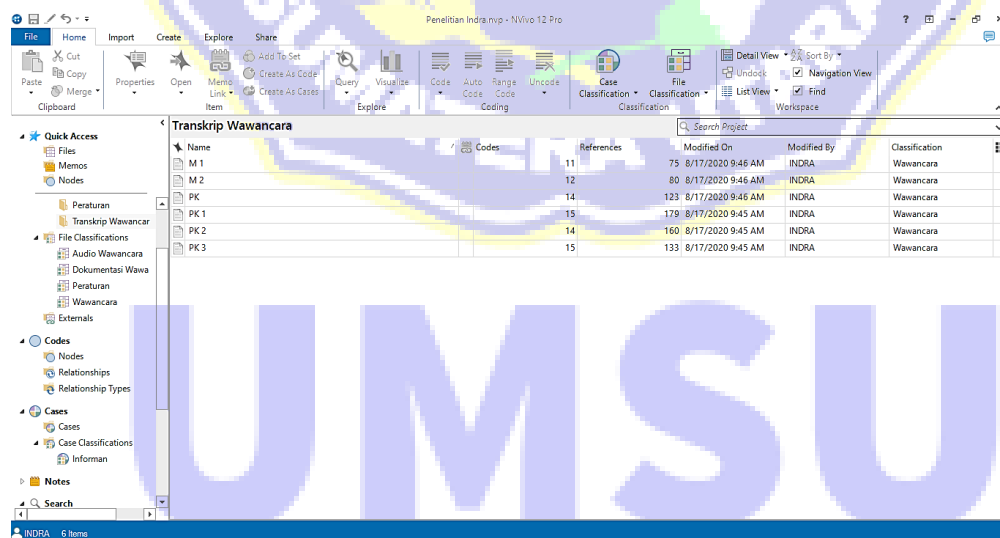 Penelitian Indra.nvp - NVivo 12 Pro
File Home Import Create Explore Share
Paste
Cut
Copy
Merge
Clipboard
Properties
Open
Memo Link
Add To Set
Create As Code
Create As Cases
Item
Query
Visualize
Explore
Code
Auto Code
Range Code
Uncode
Coding
Case Classification
File Classification
Classification
Detail View
Sort By
Undock
Navigation View
List View
Find
Workspace
Quick Access
Files
Memos
Nodes
Peraturan
Transkrip Wawancar
File Classifications
Audio Wawancara
Dokumentasi Wawa
Peraturan
Wawancara
Externals
Codes
Nodes
Relationships
Relationship Types
Cases
Cases
Case Classifications
Informan
Notes
Search
Transkrip Wawancara
Search Project
Name Codes References Modified On Modified By Classification
M 1 11 75 8/17/2020 9:46 AM INDRA Wawancara
M 2 12 80 8/17/2020 9:46 AM INDRA Wawancara
PK 14 123 8/17/2020 9:46 AM INDRA Wawancara
PK 1 15 179 8/17/2020 9:45 AM INDRA Wawancara
PK 2 14 160 8/17/2020 9:45 AM INDRA Wawancara
PK 3 15 133 8/17/2020 9:45 AM INDRA Wawancara
UMSU
INDRA 6 Items